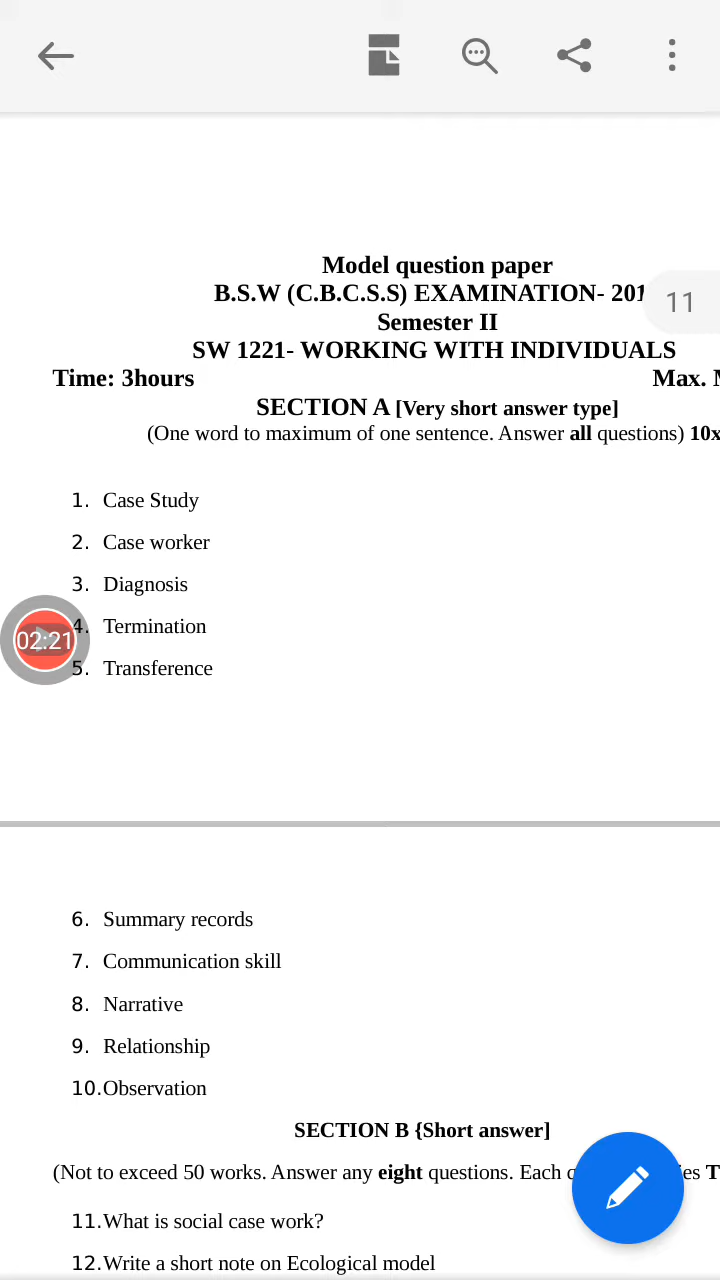 Model question paper
11
B.S.W (C.B.C.S.S) EXAMINATION- 201
Semester II
SW 1221- WORKING WITH INDIVIDUALS
Time: 3hours Max.
SECTION A [Very short answer type]
(One word to maximum of one sentence. Answer all questions) 10x
1. Case Study
2. Case worker
3. Diagnosis
02:21
4. Termination
5. Transference
6. Summary records
7. Communication skill
8. Narrative
9. Relationship
10.Observation
SECTION B {Short answer]
(Not to exceed 50 works. Answer any eight questions. Each
11.What is social case work?
12.Write a short note on Ecological model